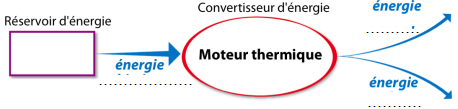 Convertisseur d'énergie
énergie
Réservoir d'énergie
Moteur thermique
énergie
énergie